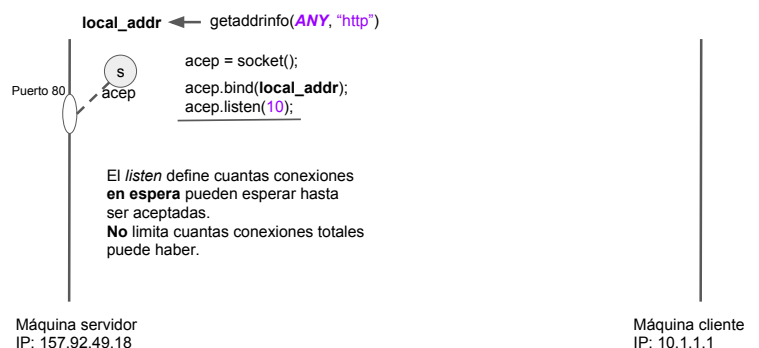 local_addr getaddrinfo(ANY, “http”)
s
acep = socket();
Puerto 80
acep
acep.bind(local_addr);
acep.listen(10);
El listen define cuantas conexiones
en espera pueden esperar hasta
ser aceptadas.
No limita cuantas conexiones totales
puede haber.
Máquina servidor
IP: 157.92.49.18
Máquina cliente
IP: 10.1.1.1